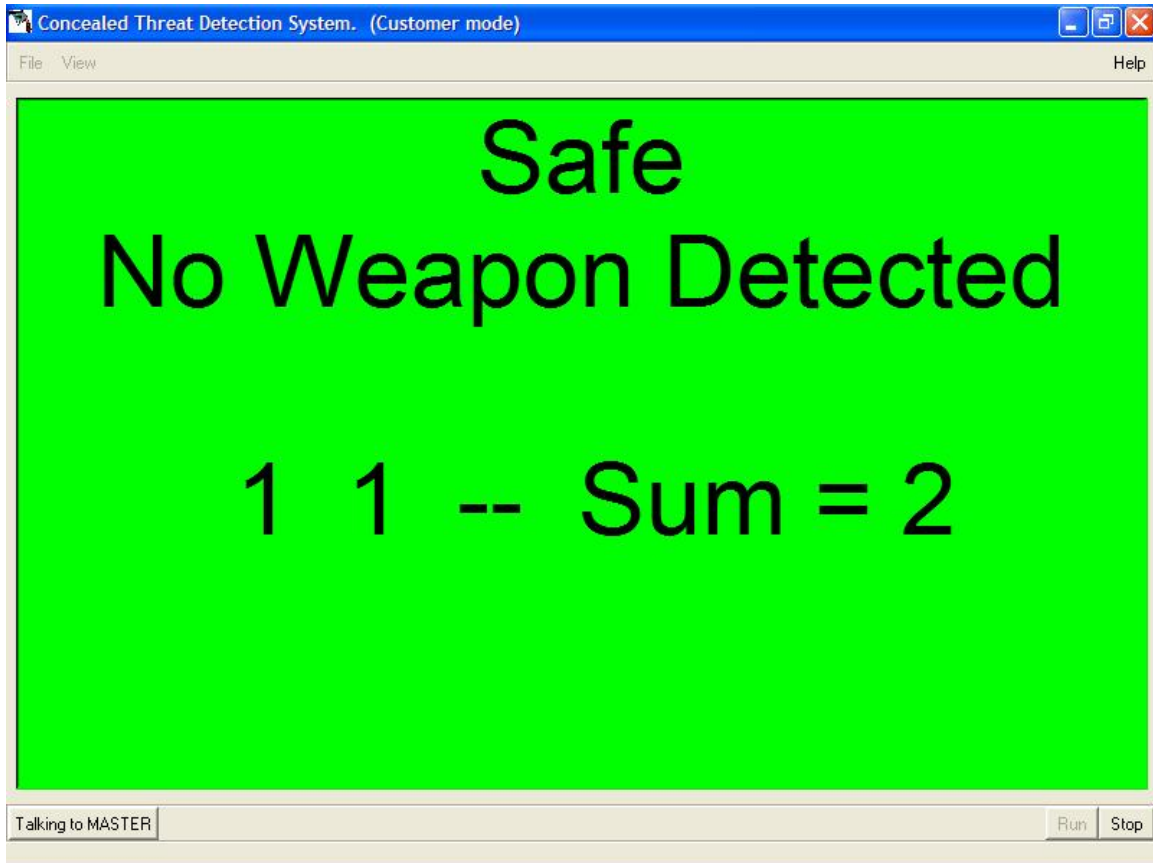 Concealed Threat Detection System. (Customer mode)
File View Help
Safe
No Weapon Detected
1 1 -- Sum = 2
Talking to MASTER Run Stop